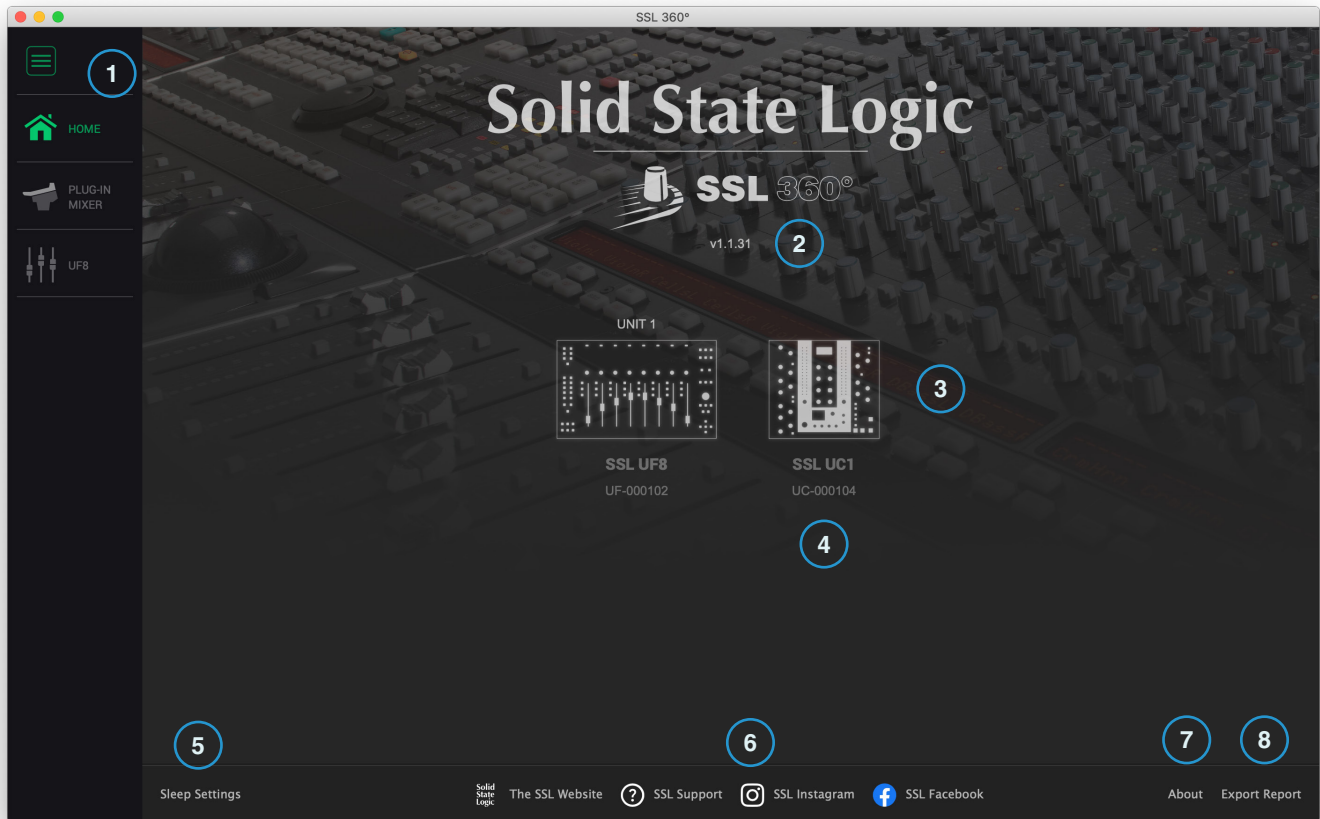 SSL 360°
1
HOME
PLUG-IN
MIXER
UF8
Solid State Logic
SSL 360°
v1.1.31
2
UNIT 1
3
SSL UF8
SSL UC1
UF-000102
UC-000104
4
5
6
7
8
Sleep Settings
Solid
State
Logic
The SSL Website
? SSL Support
SSL Instagram
SSL Facebook
About
Export Report